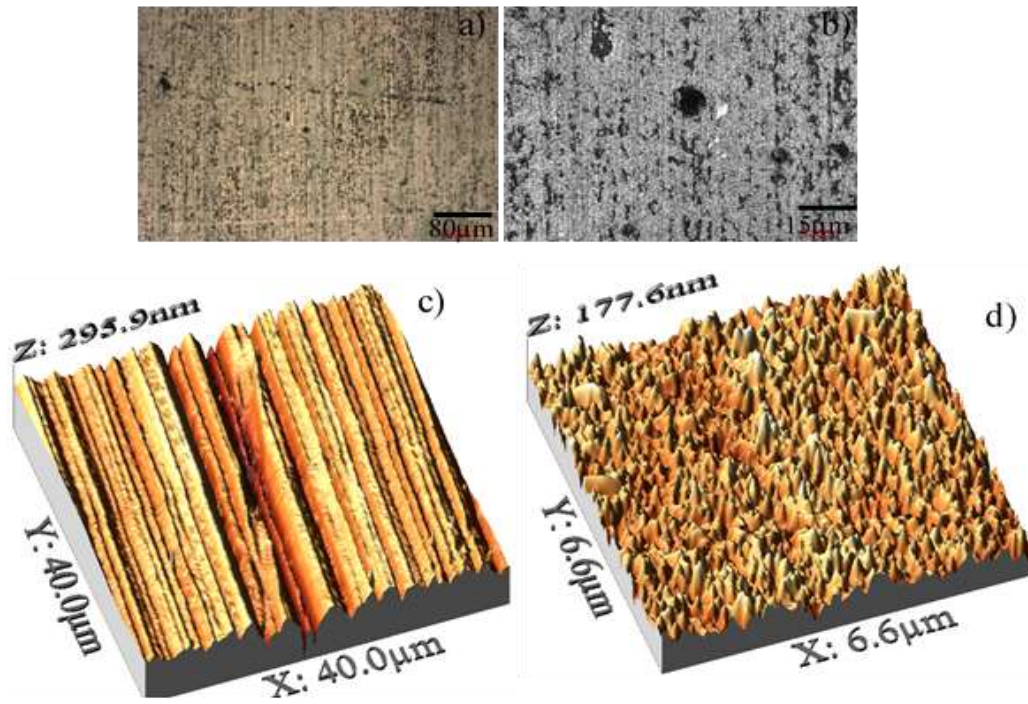 a)
80µm
b)
15µm
c)
Z: 295.9nm
Y: 40.0µm
X: 40.0µm
d)
Z: 177.6nm
Y: 6.6µm
X: 6.6µm